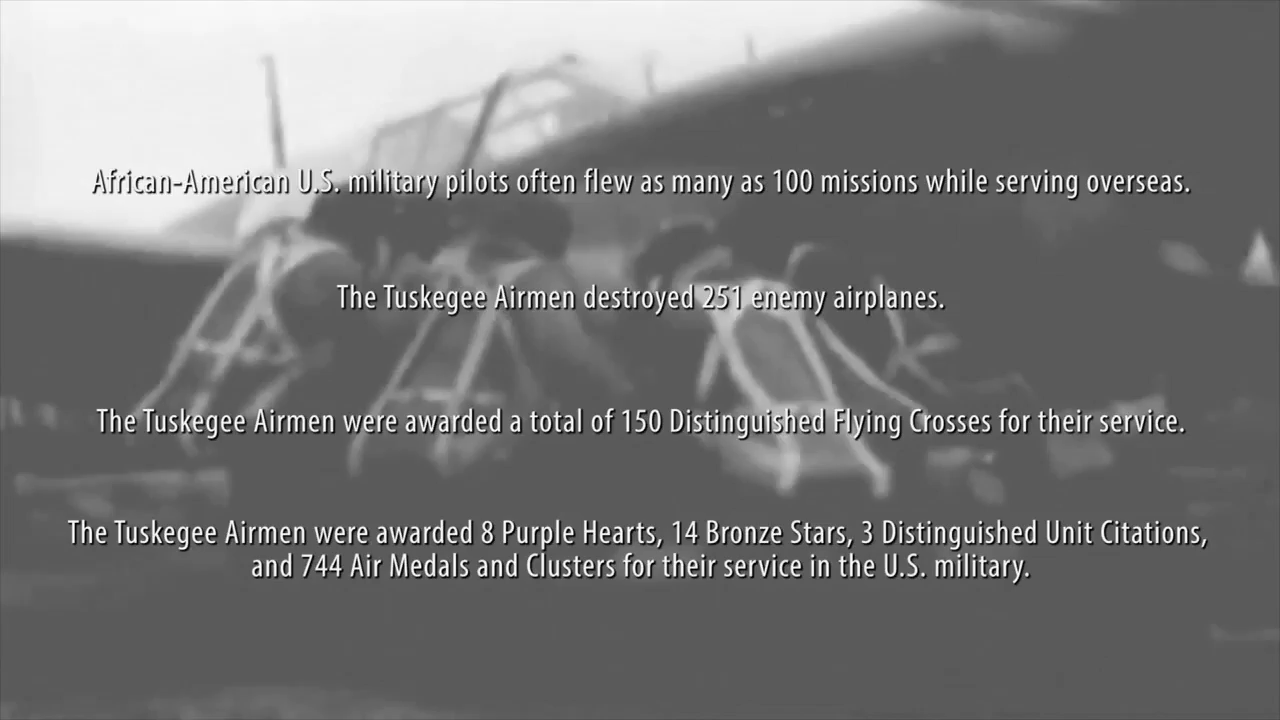 African-American U.S. military pilots often flew as many as 100 missions while serving overseas.
The Tuskegee Airmen destroyed 251 enemy airplanes.
The Tuskegee Airmen were awarded a total of 150 Distinguished Flying Crosses for their service.
The Tuskegee Airmen were awarded 8 Purple Hearts, 14 Bronze Stars, 3 Distinguished Unit Citations,
and 744 Air Medals and Clusters for their service in the U.S. military.